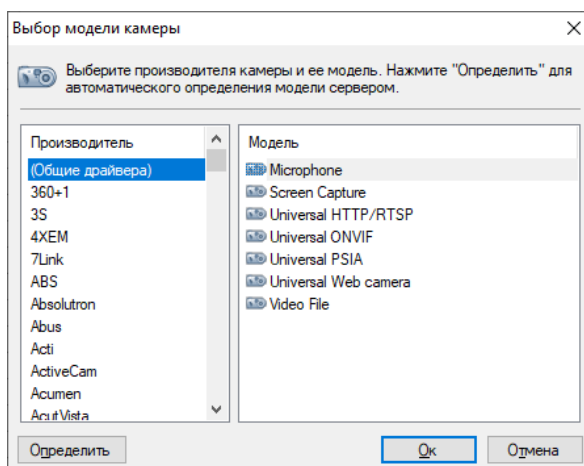 Выбор модели камеры
Выберите производителя камеры и ее модель. Нажмите "Определить" для
автоматического определения модели сервером.
Производитель
(Общие драйвера)
360+1
3S
4XEM
7Link
ABS
Absolutron
Abus
Acti
ActiveCam
Acumen
AcutVista
Модель
Microphone
Screen Capture
Universal HTTP/RTSP
Universal ONVIF
Universal PSIA
Universal Web camera
Video File
Определить
Ок
Отмена